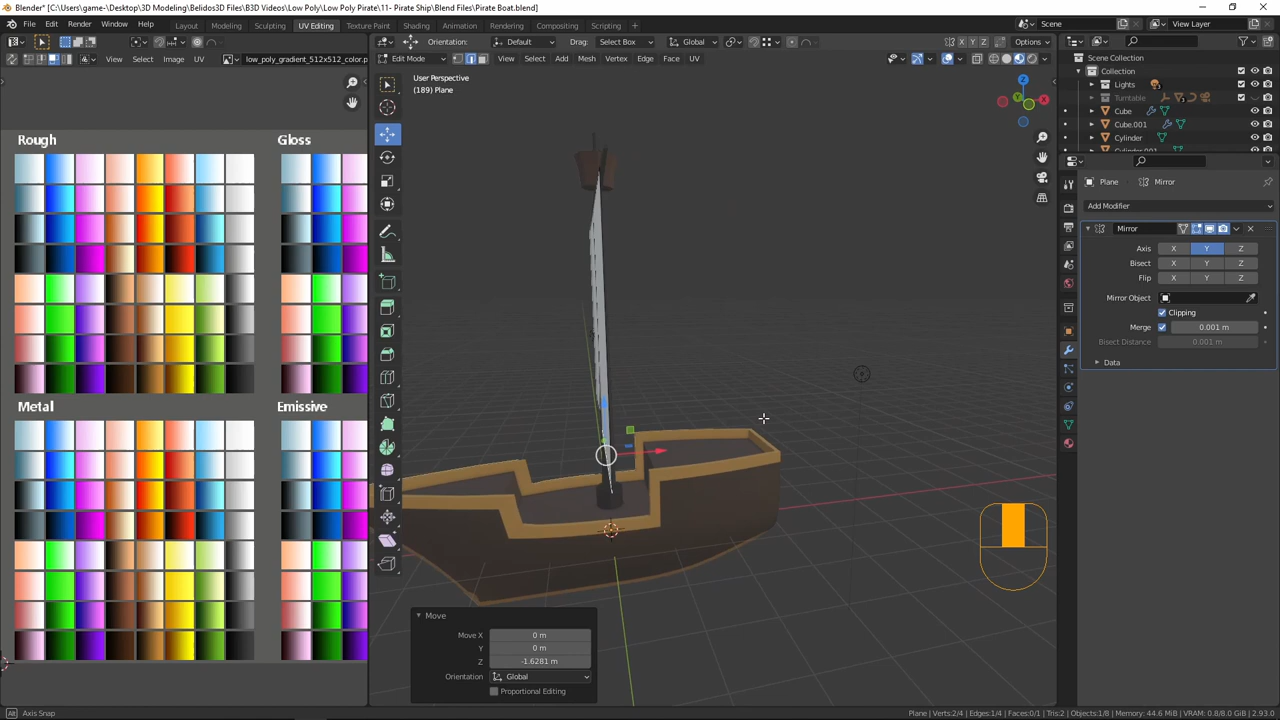 Blender* [C:\Users\game-\Desktop\3D Modeling\Belidos3D\B3D Videos\Low Poly\Low Poly Pirate\11- Pirate Ship\Blend Files\Pirate Boat.blend]
File Edit Render Window Help Layout Modeling Sculpting UV Editing Texture Paint Shading Animation Rendering Compositing Scripting Scene View Layer
Orientation: Default Drag: Select Box Global X Y Z Options
View Select Image UV low_poly_gradient_512x512_color.p Edit Mode View Select Add Mesh Vertex Edge Face UV
User Perspective
(189) Plane
Scene Collection
Collection
Lights
Turntable
Cube
Cube.001
Cylinder
Cylinder.001
Rough Gloss
Metal Emissive
Plane Mirror
Add Modifier
Mirror
Axis X Y Z
Bisect X Y Z
Flip X Y Z
Mirror Object
Clipping
Merge 0.001 m
Bisect Distance 0.001 m
Data
Move
Move X 0 m
Y 0 m
Z -1.6281 m
Orientation Global
Proportional Editing
Axis Snap Plane | Verts:2/4 | Edges:1/4 | Faces:0/1 | Tris:2 | Objects:1/8 | Memory: 44.6 MiB | VRAM: 0.8/8.0 GiB | 2.93.0